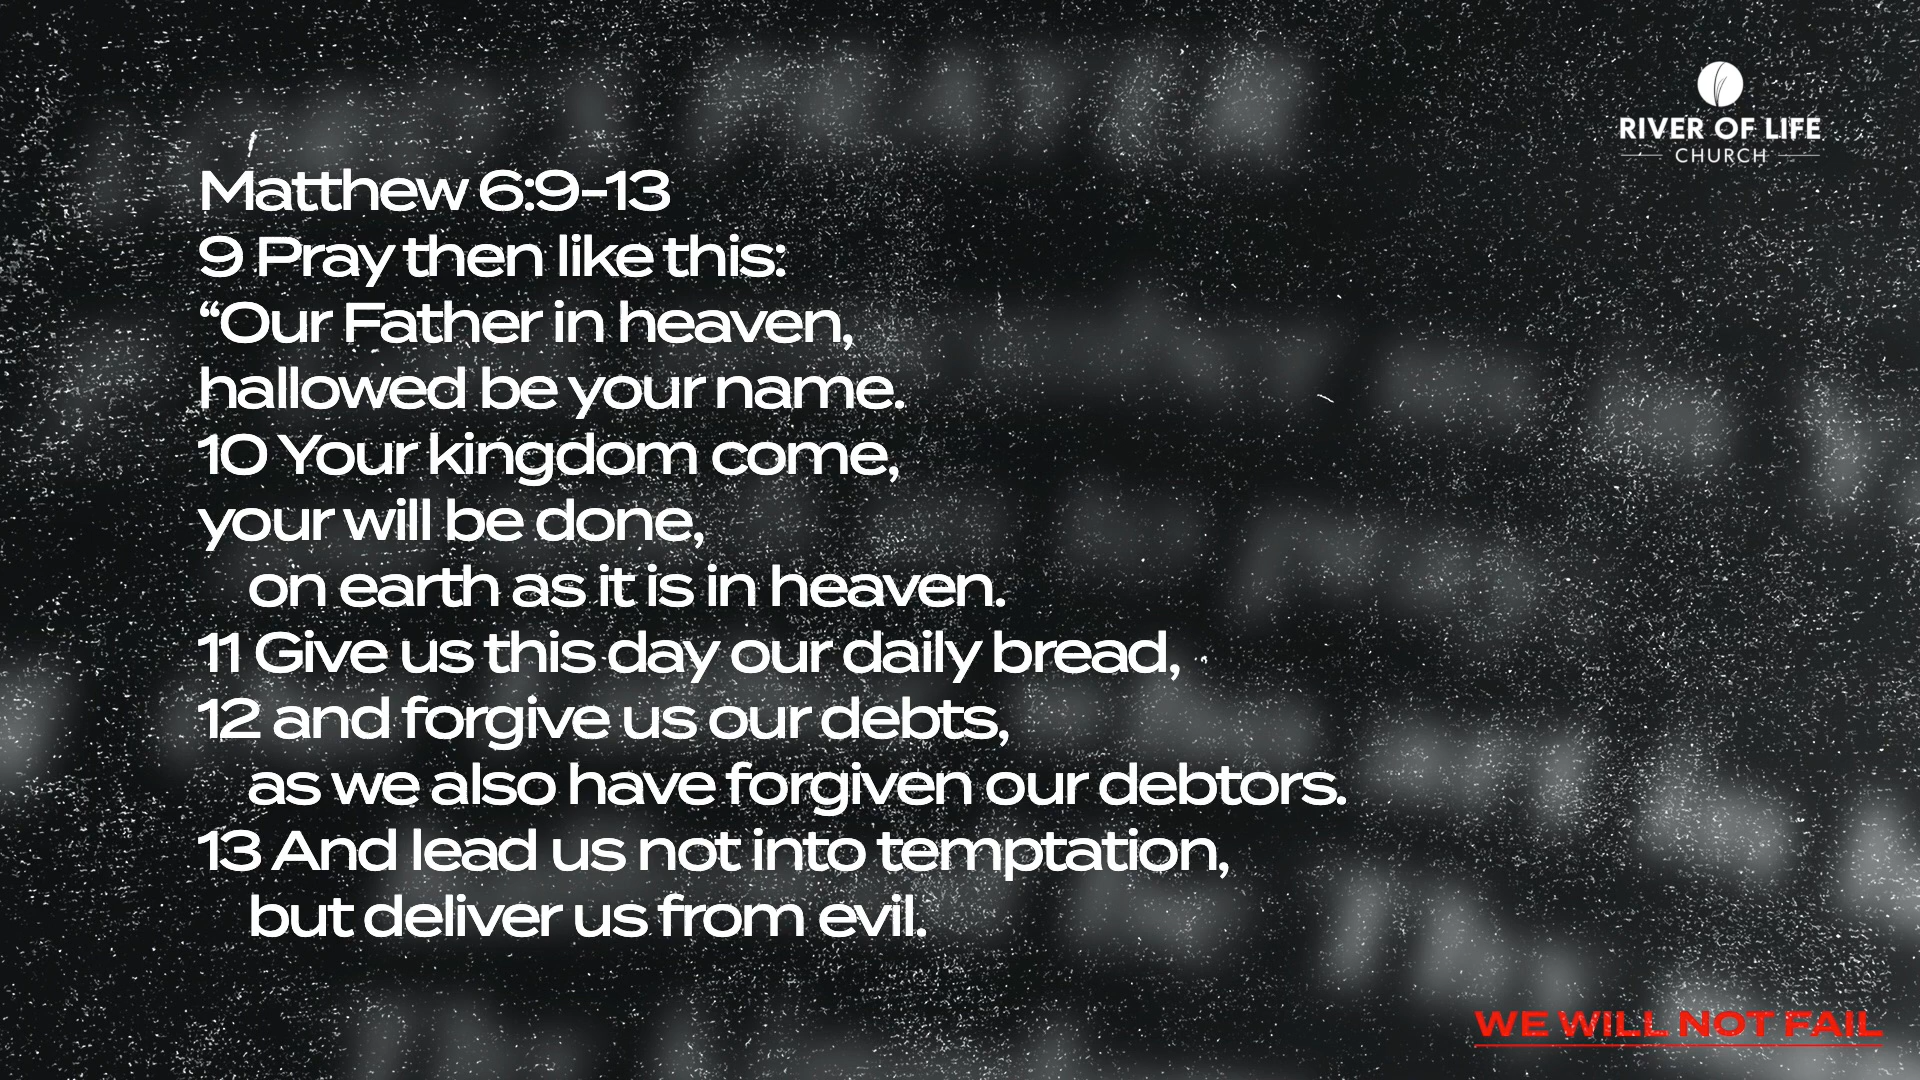 RIVER OF LIFE
CHURCH
Matthew 6:9–13
9 Pray then like this:
“Our Father in heaven,
hallowed be your name.
10 Your kingdom come,
your will be done,
on earth as it is in heaven.
11 Give us this day our daily bread,
12 and forgive us our debts,
as we also have forgiven our debtors.
13 And lead us not into temptation,
but deliver us from evil.
WE WILL NOT FAIL